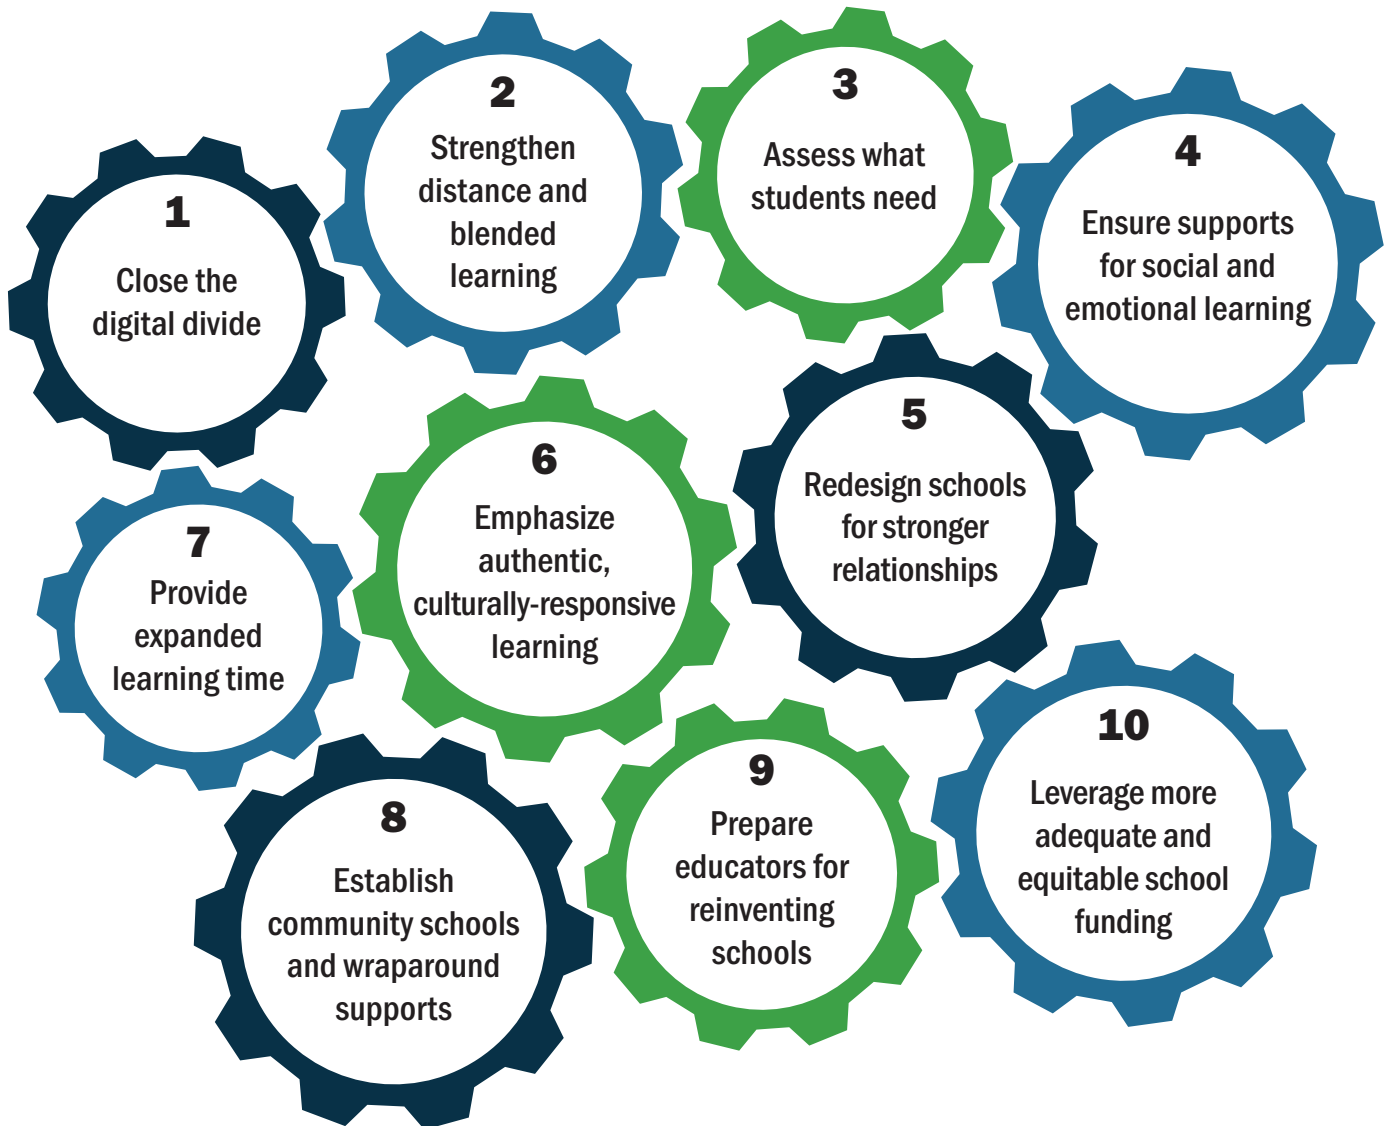 1
Close the
digital divide
2
Strengthen
distance and
blended
learning
3
Assess what
students need
4
Ensure supports
for social and
emotional learning
5
Redesign schools
for stronger
relationships
6
Emphasize
authentic,
culturally-responsive
learning
7
Provide
expanded
learning time
8
Establish
community schools
and wraparound
supports
9
Prepare
educators for
reinventing
schools
10
Leverage more
adequate and
equitable school
funding